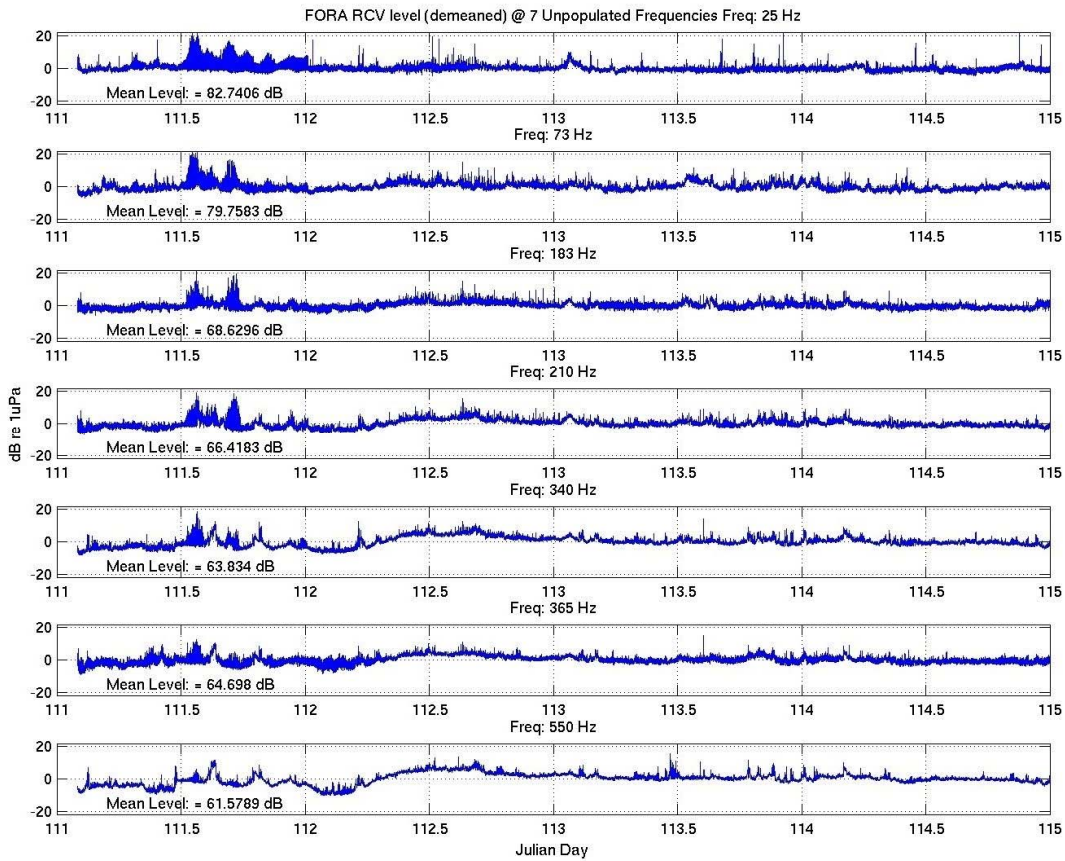 FORA RCV level (demeaned) @ 7 Unpopulated Frequencies Freq: 25 Hz
20
0
-20
Mean Level: = 82.7406 dB
111 111.5 112 112.5 113 113.5 114 114.5 115
Freq: 73 Hz
20
0
-20
Mean Level: = 79.7583 dB
111 111.5 112 112.5 113 113.5 114 114.5 115
Freq: 183 Hz
20
0
-20
Mean Level: = 68.6296 dB
111 111.5 112 112.5 113 113.5 114 114.5 115
Freq: 210 Hz
20
0
-20
Mean Level: = 66.4183 dB
dB re 1uPa
111 111.5 112 112.5 113 113.5 114 114.5 115
Freq: 340 Hz
20
0
-20
Mean Level: = 63.834 dB
111 111.5 112 112.5 113 113.5 114 114.5 115
Freq: 365 Hz
20
0
-20
Mean Level: = 64.698 dB
111 111.5 112 112.5 113 113.5 114 114.5 115
Freq: 550 Hz
20
0
-20
Mean Level: = 61.5789 dB
111 111.5 112 112.5 113 113.5 114 114.5 115
Julian Day